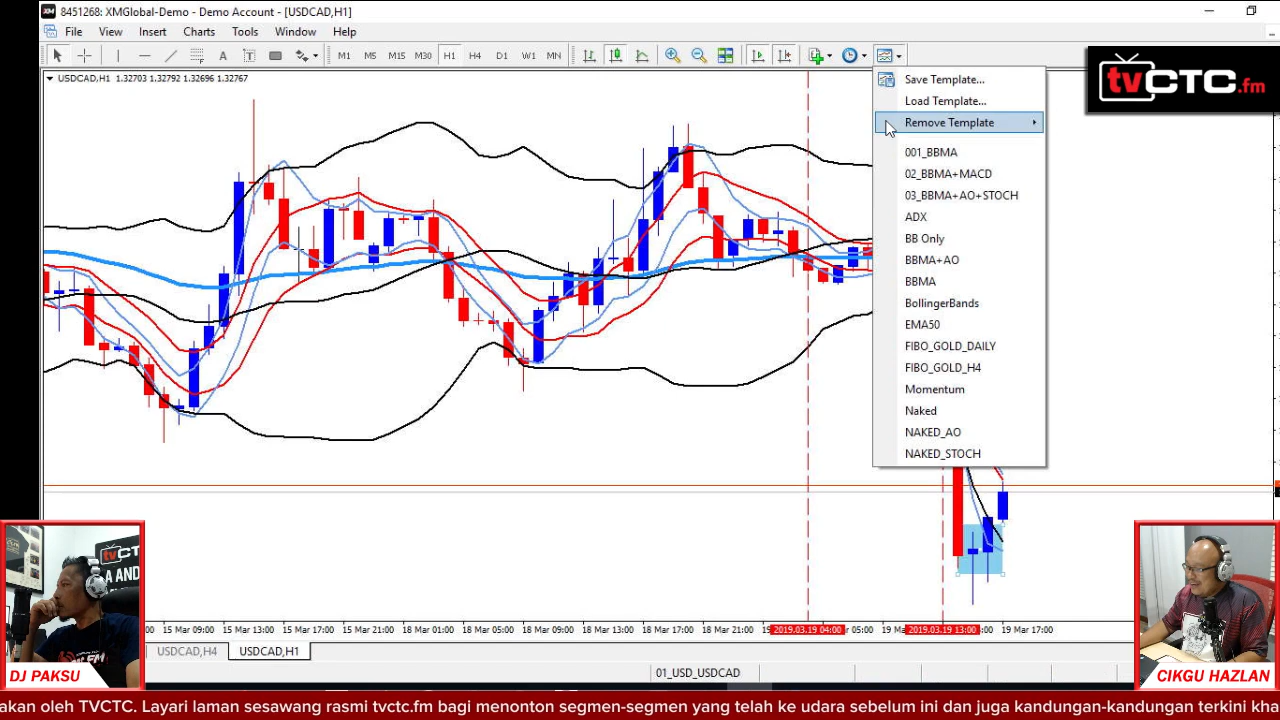 8451268: XMGlobal-Demo - Demo Account - [USDCAD,H1]
File View Insert Charts Tools Window Help
A T M1 M5 M15 M30 H1 H4 D1 W1 MN
USDCAD,H1 1.32703 1.32792 1.32696 1.32767
tvCTC.fm
Save Template...
Load Template...
Remove Template
001_BBMA
02_BBMA+MACD
03_BBMA+AO+STOCH
ADX
BB Only
BBMA+AO
BBMA
BollingerBands
EMA50
FIBO_GOLD_DAILY
FIBO_GOLD_H4
Momentum
Naked
NAKED_AO
NAKED_STOCH
15 Mar 09:00 15 Mar 13:00 15 Mar 17:00 15 Mar 21:00 18 Mar 01:00 18 Mar 05:00 18 Mar 09:00 18 Mar 13:00 18 Mar 17:00 18 Mar 21:00 2019.03.19 04:00 19 Ma 2019.03.19 13:00 19 Mar 17:00
USDCAD,H4 USDCAD,H1
01_USD_USDCAD
DJ PAKSU
CIKGU HAZLAN
akan oleh TVCTC. Layari laman sesawang rasmi tvctc.fm bagi menonton segmen-segmen yang telah ke udara sebelum ini dan juga kandungan-kandungan terkini kha